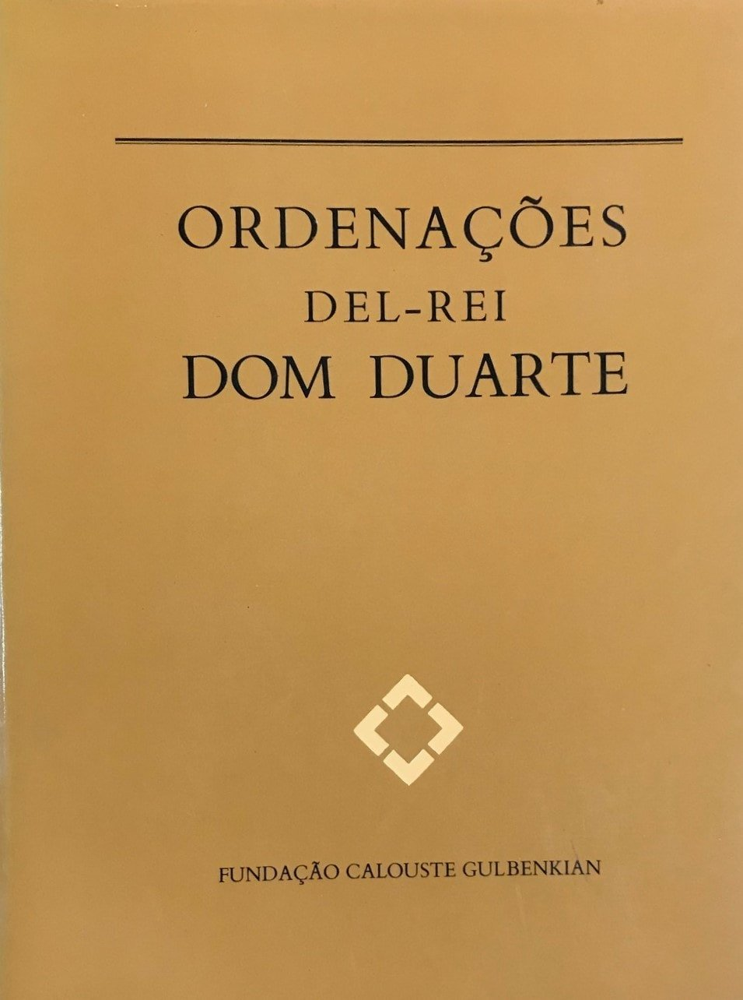 ORDENAÇÕES
DEL-REI
DOM DUARTE
FUNDAÇÃO CALOUSTE GULBENKIAN